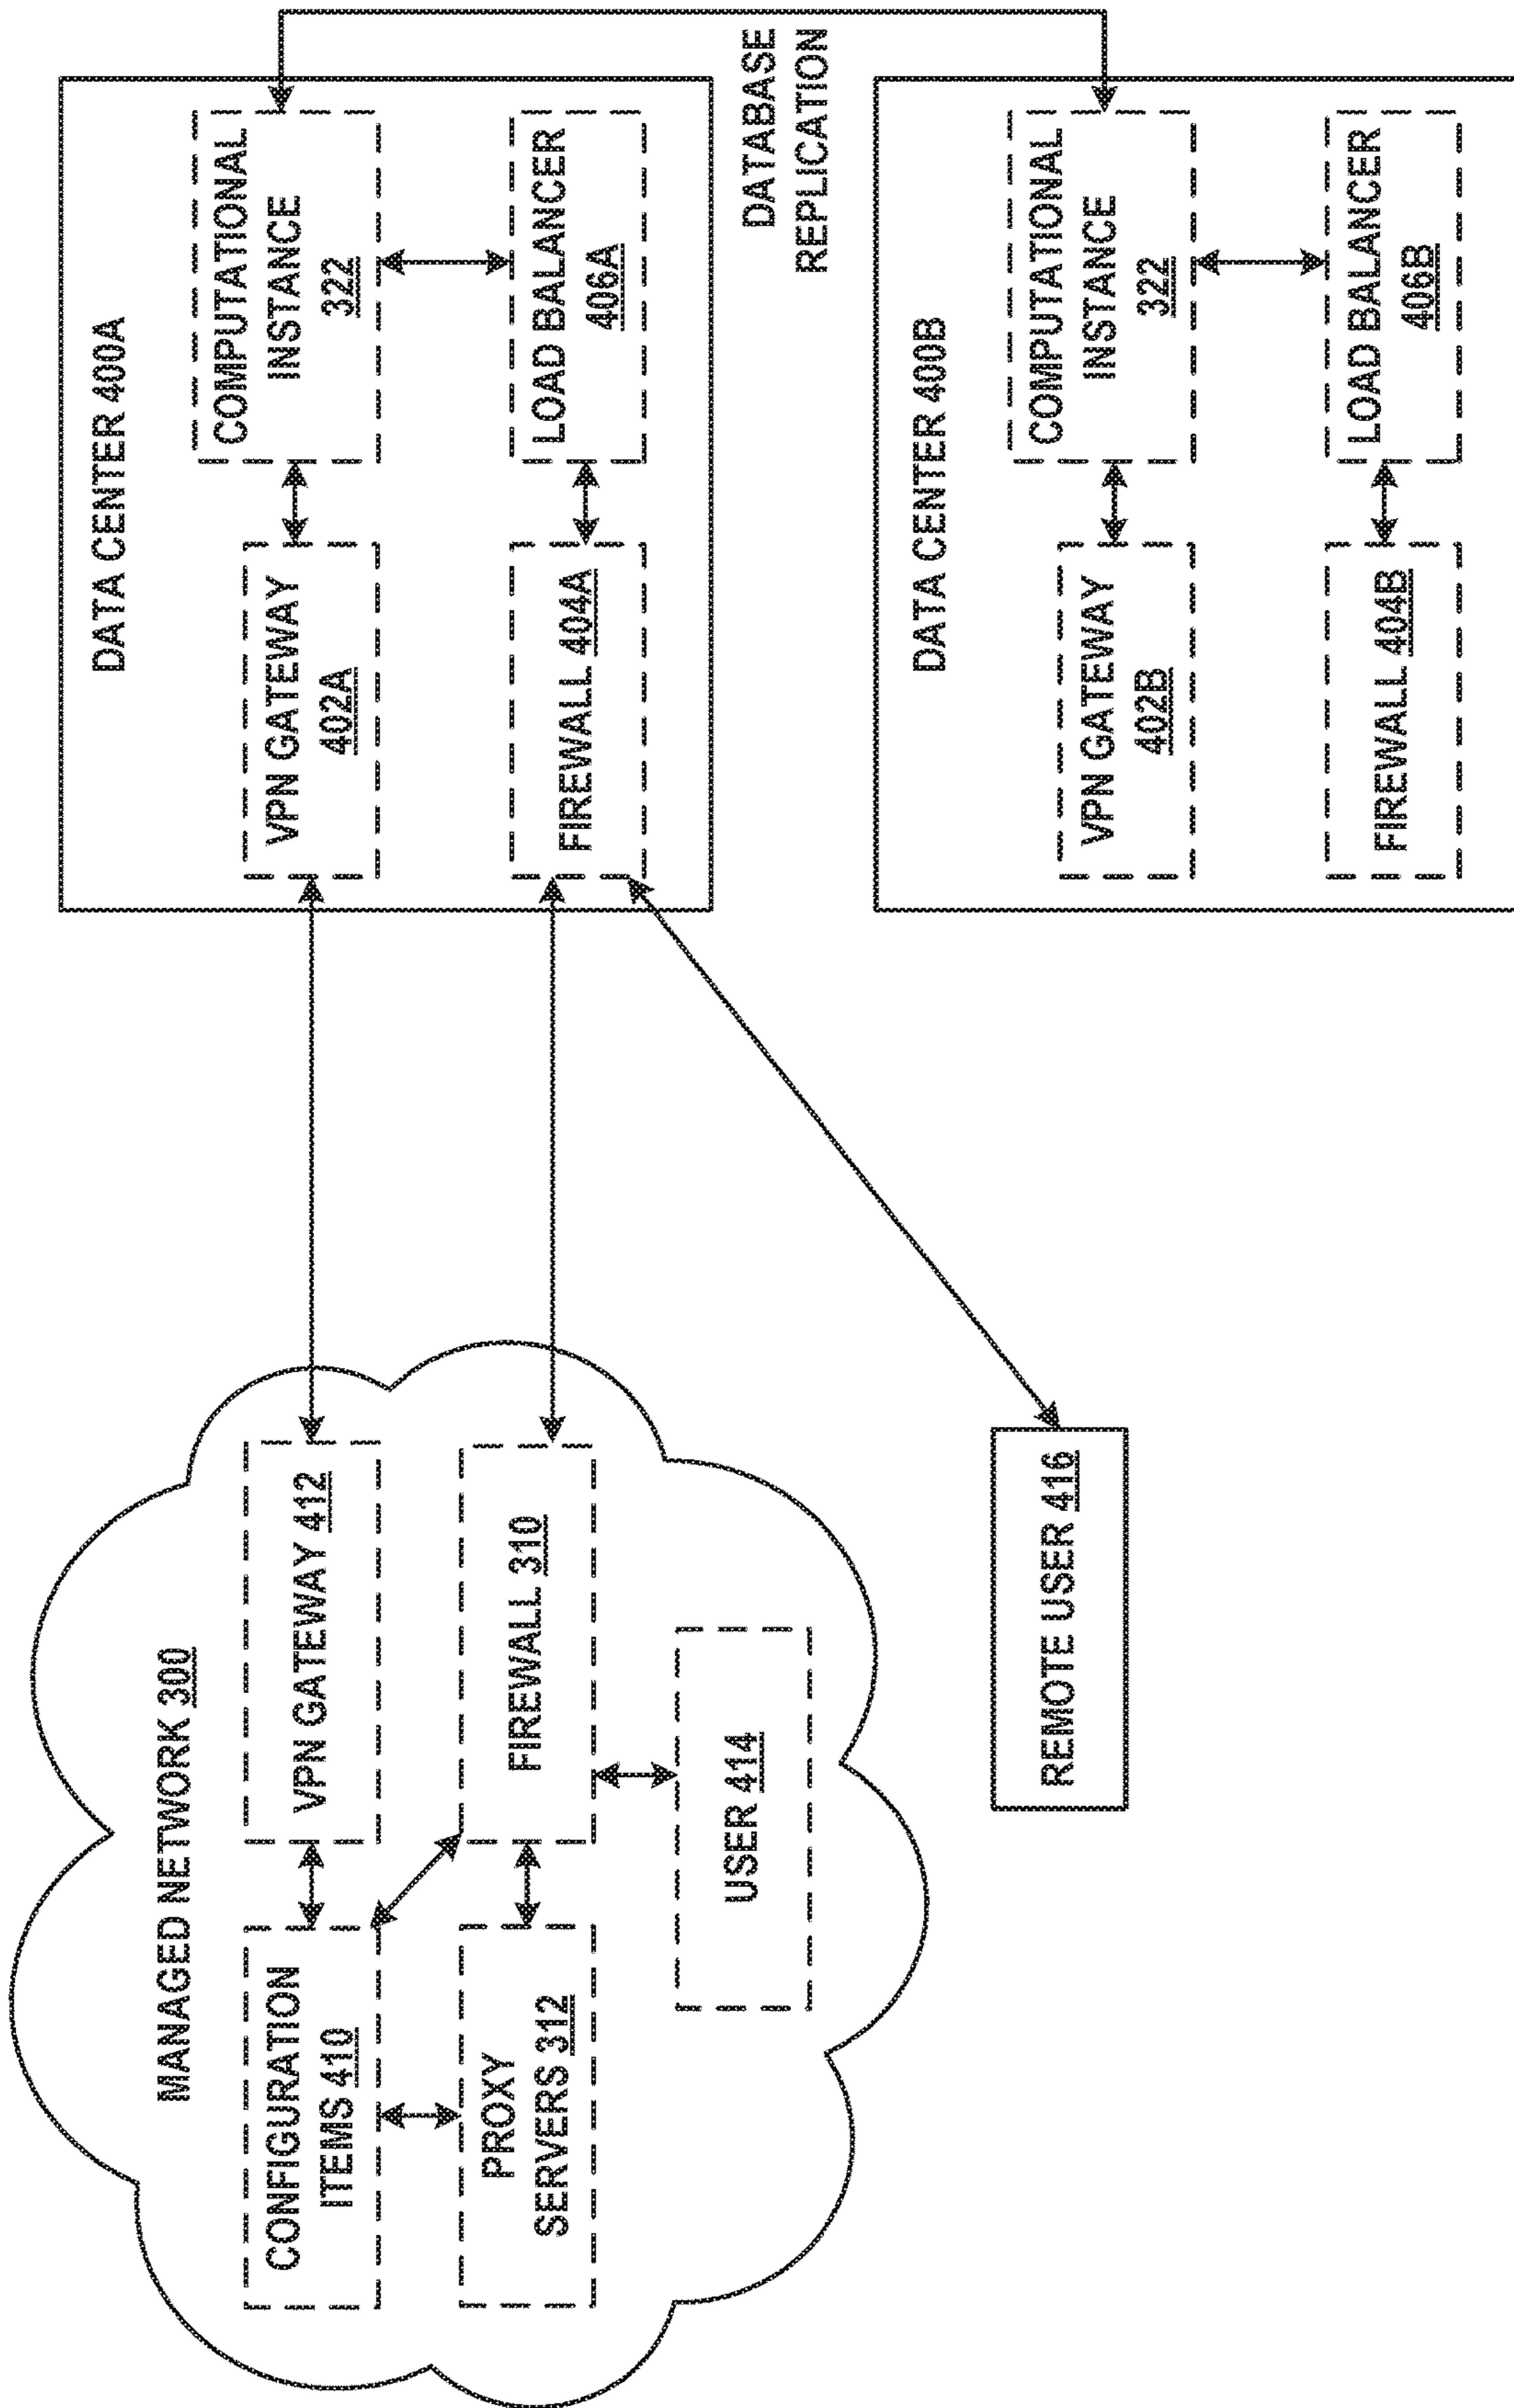 MANAGED NETWORK 300
CONFIGURATION
ITEMS 410
VPN GATEWAY 412
PROXY
SERVERS 312
FIREWALL 310
USER 414
REMOTE USER 416
DATA CENTER 400A
VPN GATEWAY
402A
COMPUTATIONAL
INSTANCE
322
FIREWALL 404A
LOAD BALANCER
406A
DATABASE
REPLICATION
DATA CENTER 400B
VPN GATEWAY
402B
COMPUTATIONAL
INSTANCE
322
FIREWALL 404B
LOAD BALANCER
406B